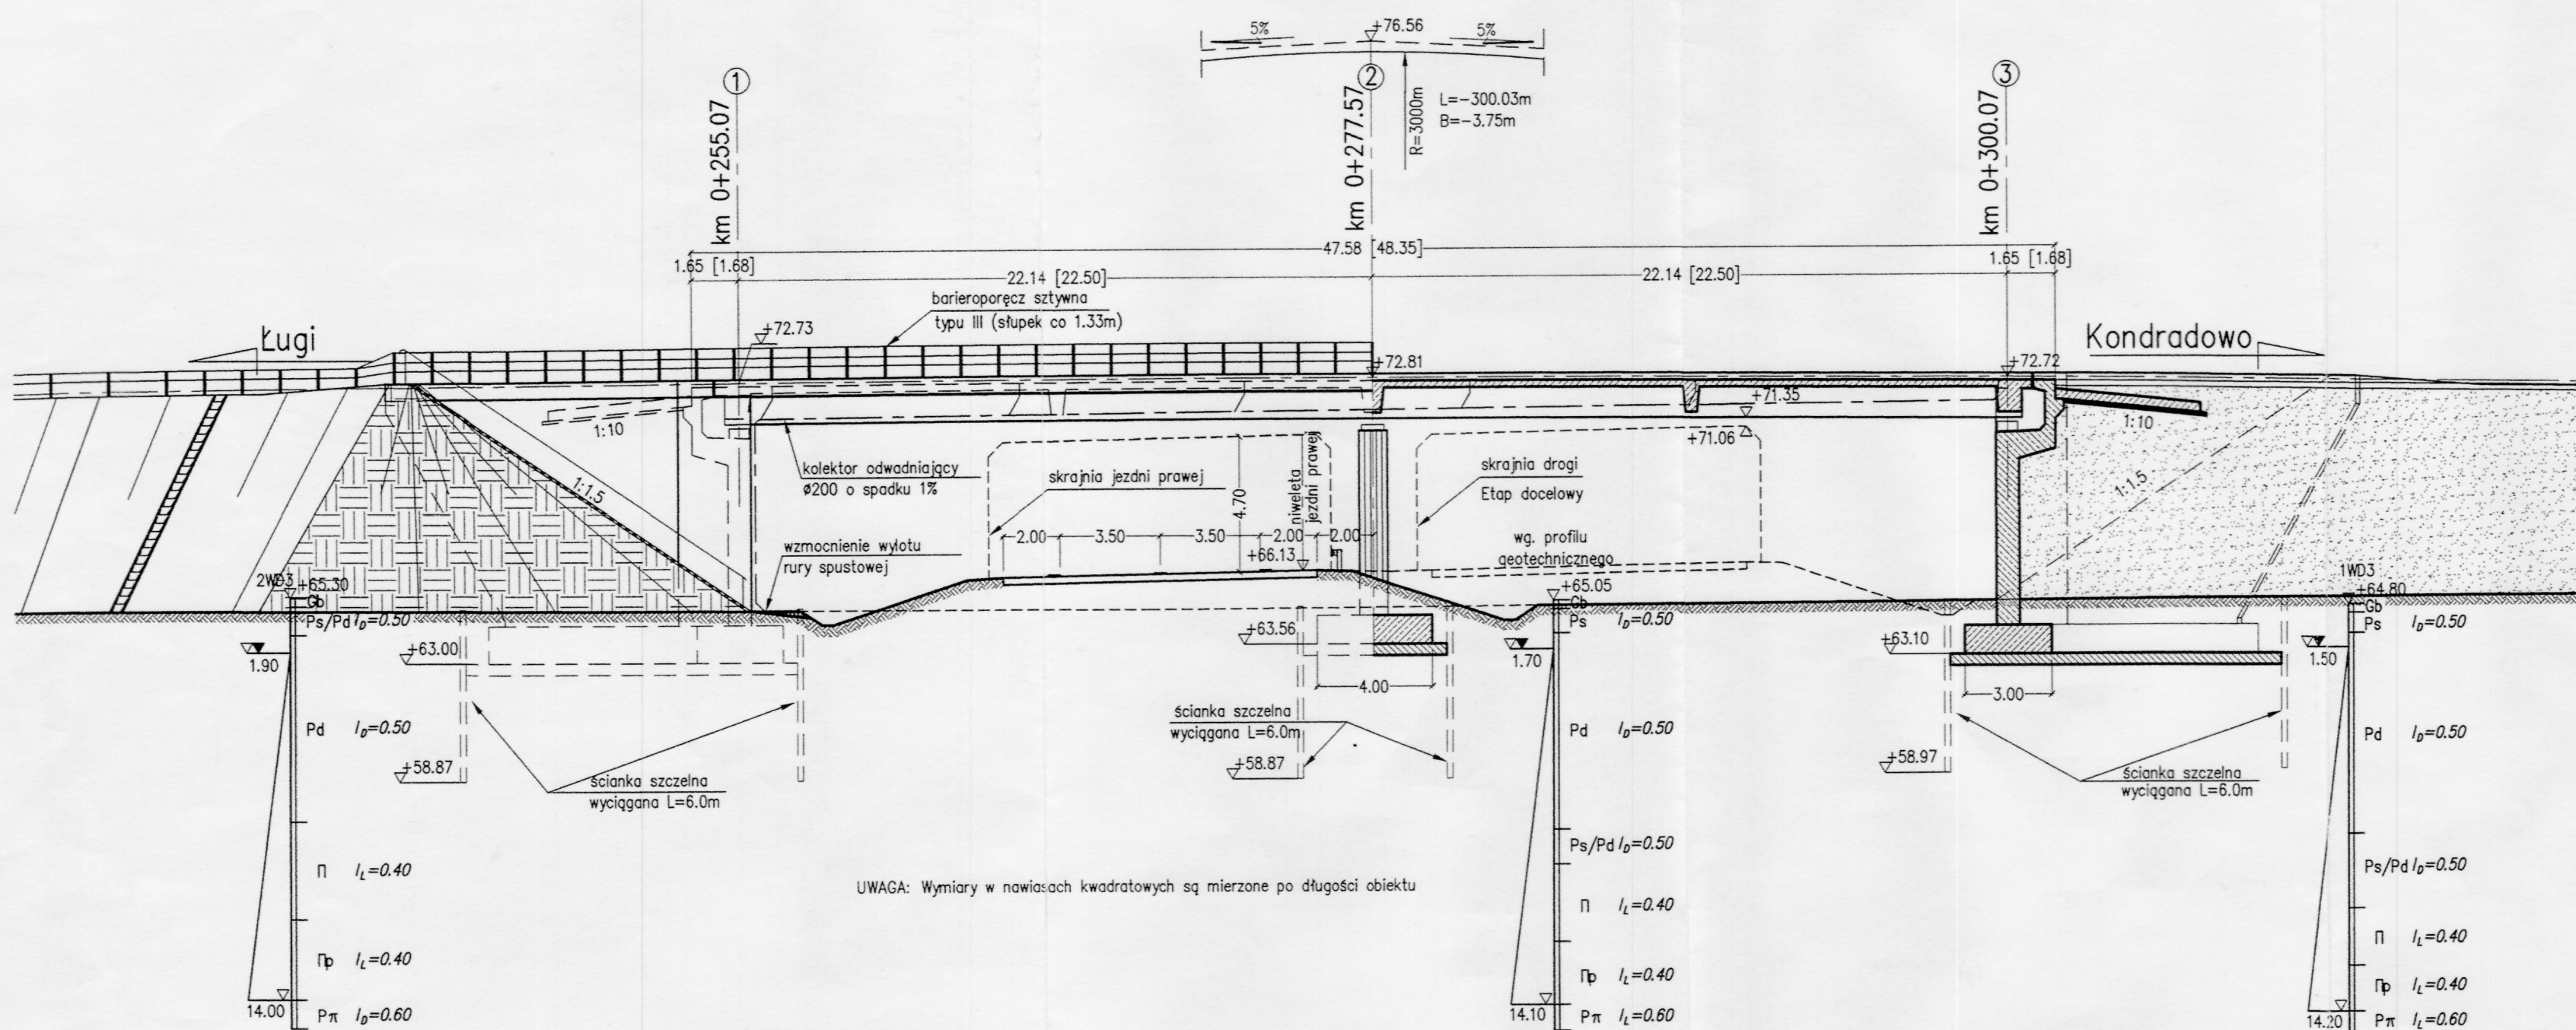 5%
+76.56
5%
1
2
3
km 0+255.07
km 0+277.57
km 0+300.07
R=3000m
L=-300.03m
B=-3.75m
47.58 [48.35]
1.65 [1.68]
22.14 [22.50]
22.14 [22.50]
1.65 [1.68]
barieroporęcz sztywna
typu III (słupek co 1.33m)
Ługi
+72.73
+72.81
+72.72
Kondradowo
+71.35
+71.06
1:10
1:10
1:1.5
1:1.5
kolektor odwadniający
ø200 o spadku 1%
skrajnia jezdni prawej
4.70
niweleta
jezdni prawej
skrajnia drogi
Etap docelowy
2.00
3.50
3.50
2.00
2.00
+66.13
wg. profilu
geotechnicznego
wzmocnienie wylotu
rury spustowej
2WD3
+65.30
Gb
Ps/Pd I_D=0.50
1.90
+63.00
+63.56
4.00
+65.05
Gb
Ps I_D=0.50
1.70
+63.10
3.00
1WD3
+64.80
Gb
Ps I_D=0.50
1.50
Pd I_D=0.50
+58.87
ścianka szczelna
wyciągana L=6.0m
ścianka szczelna
wyciągana L=6.0m
+58.87
Pd I_D=0.50
+58.97
ścianka szczelna
wyciągana L=6.0m
Pd I_D=0.50
Π I_L=0.40
Πp I_L=0.40
14.00
Pπ I_D=0.60
UWAGA: Wymiary w nawiasach kwadratowych są mierzone po długości obiektu
Ps/Pd I_D=0.50
Π I_L=0.40
Πp I_L=0.40
14.10
Pπ I_L=0.60
Ps/Pd I_D=0.50
Π I_L=0.40
Πp I_L=0.40
14.20
Pπ I_L=0.60